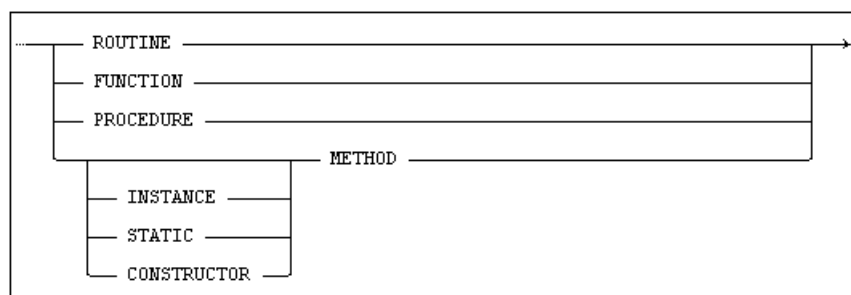 ROUTINE
FUNCTION
PROCEDURE
METHOD
INSTANCE
STATIC
CONSTRUCTOR